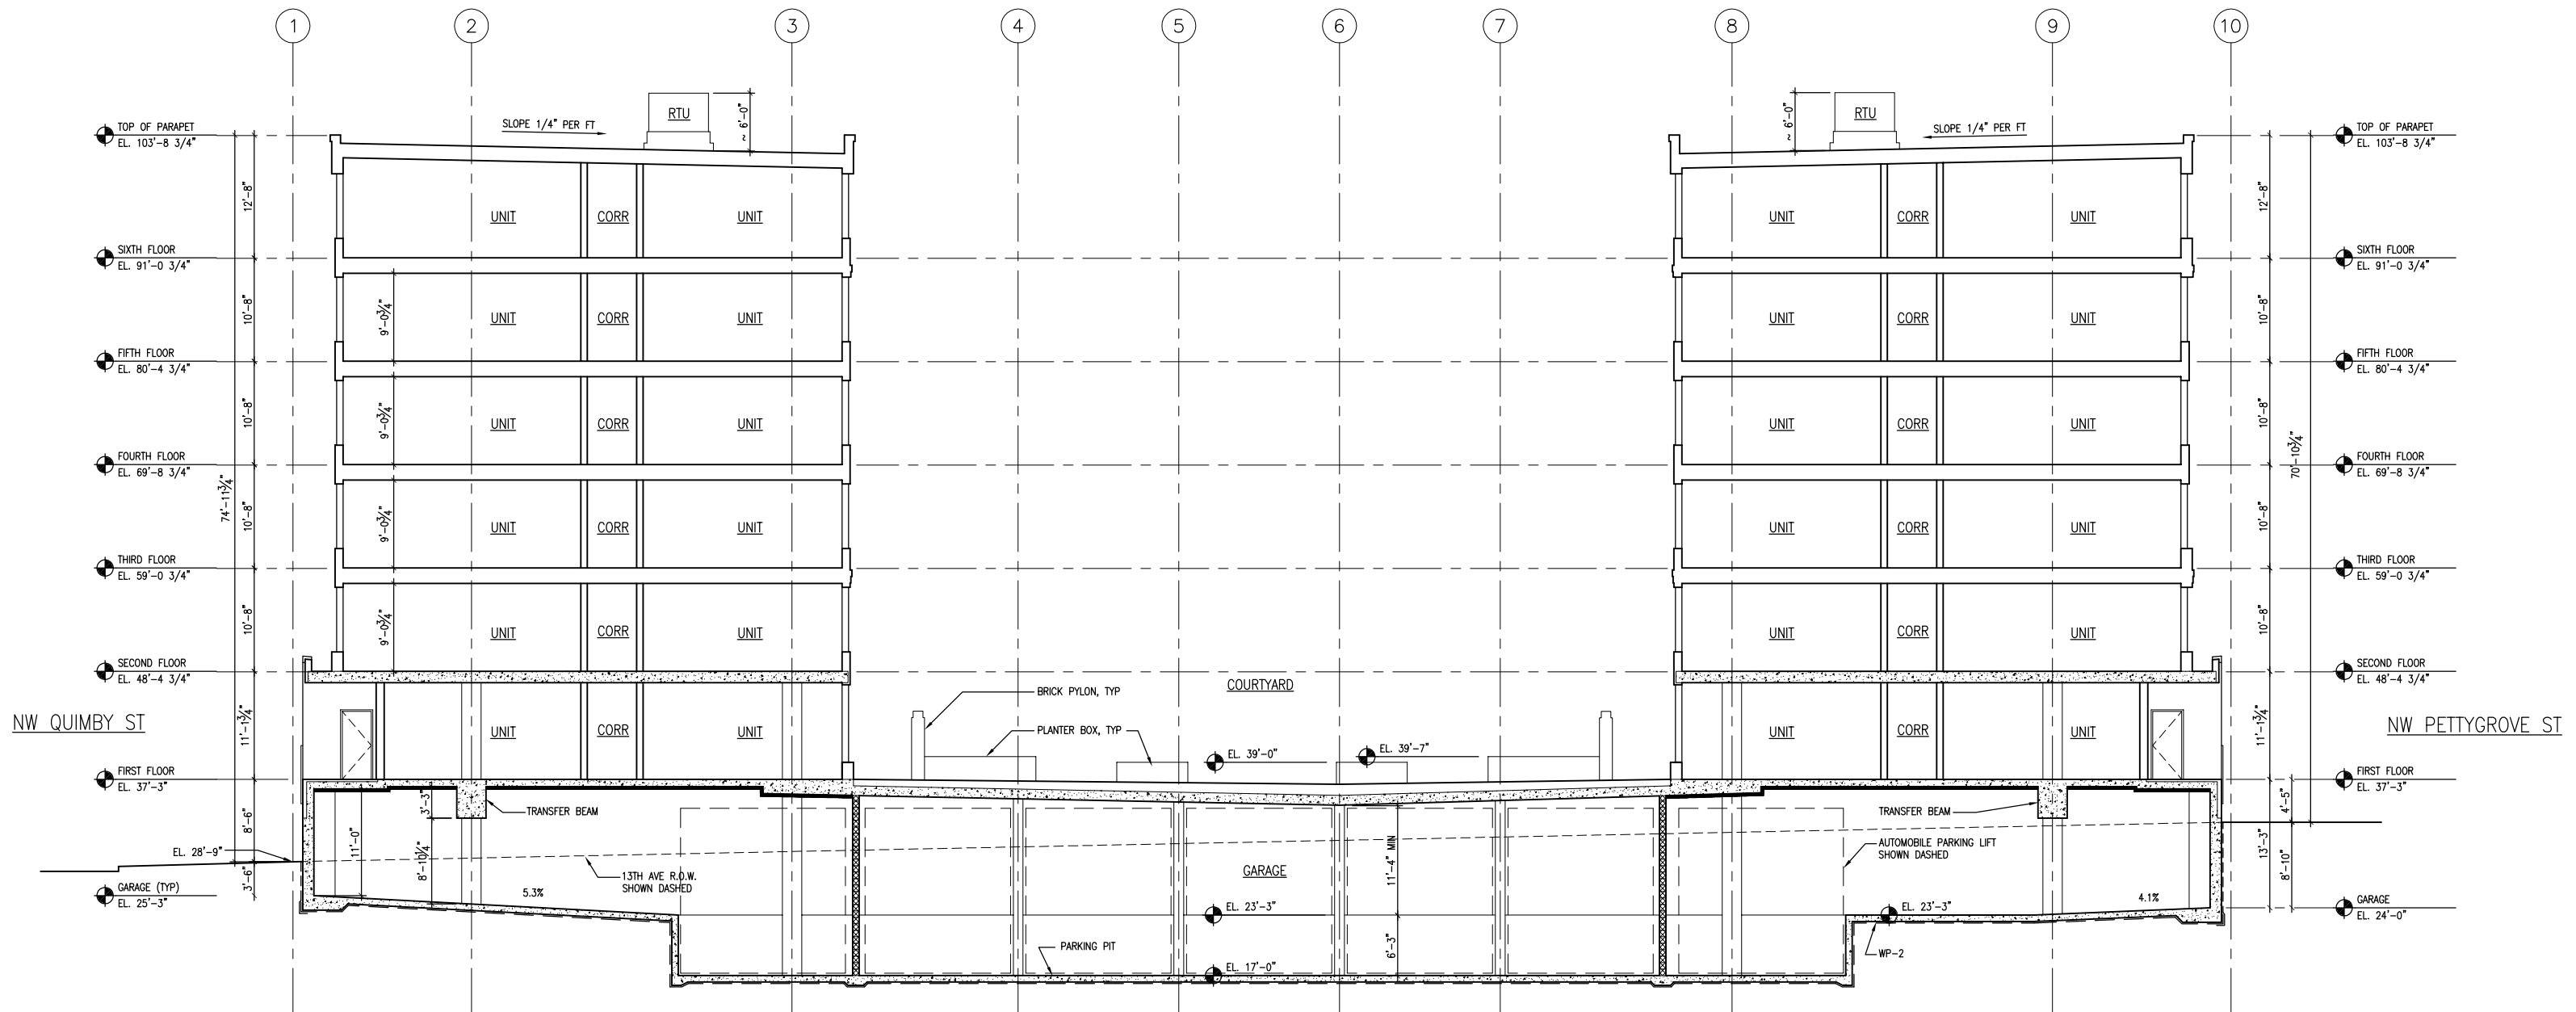 1 2 3 4 5 6 7 8 9 10
RTU
~ 6'-0"
SLOPE 1/4" PER FT
RTU
~ 6'-0"
SLOPE 1/4" PER FT
TOP OF PARAPET
EL. 103'-8 3/4"
TOP OF PARAPET
EL. 103'-8 3/4"
12'-8"
UNIT CORR UNIT
UNIT CORR UNIT
12'-8"
SIXTH FLOOR
EL. 91'-0 3/4"
SIXTH FLOOR
EL. 91'-0 3/4"
10'-8"
9'-0 3/4"
UNIT CORR UNIT
UNIT CORR UNIT
10'-8"
FIFTH FLOOR
EL. 80'-4 3/4"
FIFTH FLOOR
EL. 80'-4 3/4"
10'-8"
9'-0 3/4"
UNIT CORR UNIT
UNIT CORR UNIT
10'-8"
FOURTH FLOOR
EL. 69'-8 3/4"
FOURTH FLOOR
EL. 69'-8 3/4"
74'-11 3/4"
70'-10 3/4"
10'-8"
9'-0 3/4"
UNIT CORR UNIT
UNIT CORR UNIT
10'-8"
THIRD FLOOR
EL. 59'-0 3/4"
THIRD FLOOR
EL. 59'-0 3/4"
10'-8"
9'-0 3/4"
UNIT CORR UNIT
UNIT CORR UNIT
10'-8"
SECOND FLOOR
EL. 48'-4 3/4"
SECOND FLOOR
EL. 48'-4 3/4"
COURTYARD
BRICK PYLON, TYP
PLANTER BOX, TYP
NW QUIMBY ST
NW PETTYGROVE ST
11'-1 3/4"
UNIT CORR UNIT
UNIT CORR UNIT
11'-1 3/4"
EL. 39'-0"
EL. 39'-7"
FIRST FLOOR
EL. 37'-3"
FIRST FLOOR
EL. 37'-3"
3'-3"
TRANSFER BEAM
TRANSFER BEAM
4'-5"
8'-6"
EL. 28'-9"
11'-0"
8'-10 1/4"
11'-4" MIN
13'-3"
8'-10"
AUTOMOBILE PARKING LIFT
SHOWN DASHED
GARAGE
13TH AVE R.O.W.
SHOWN DASHED
3'-6"
GARAGE (TYP)
EL. 25'-3"
5.3%
4.1%
EL. 23'-3"
EL. 23'-3"
GARAGE
EL. 24'-0"
PARKING PIT
6'-3"
WP-2
EL. 17'-0"